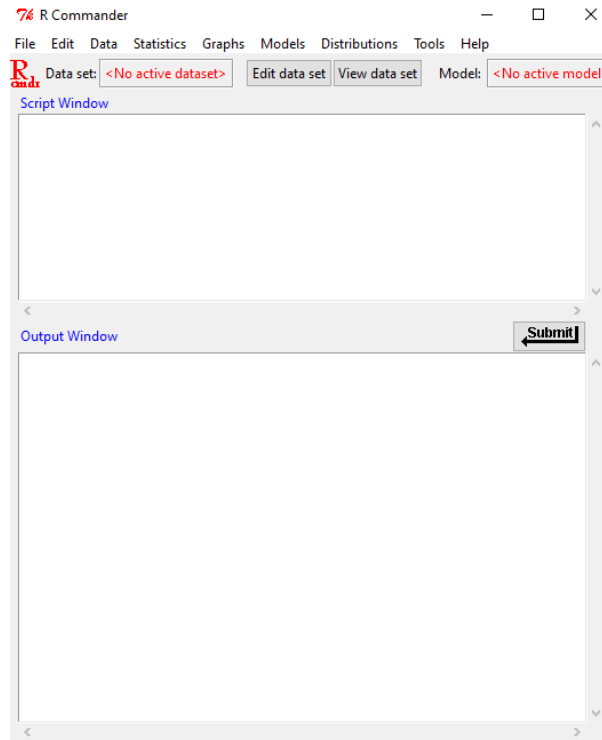 R Commander
File Edit Data Statistics Graphs Models Distributions Tools Help
R cmdr Data set: <No active dataset> Edit data set View data set Model: <No active model
Script Window
Output Window Submit